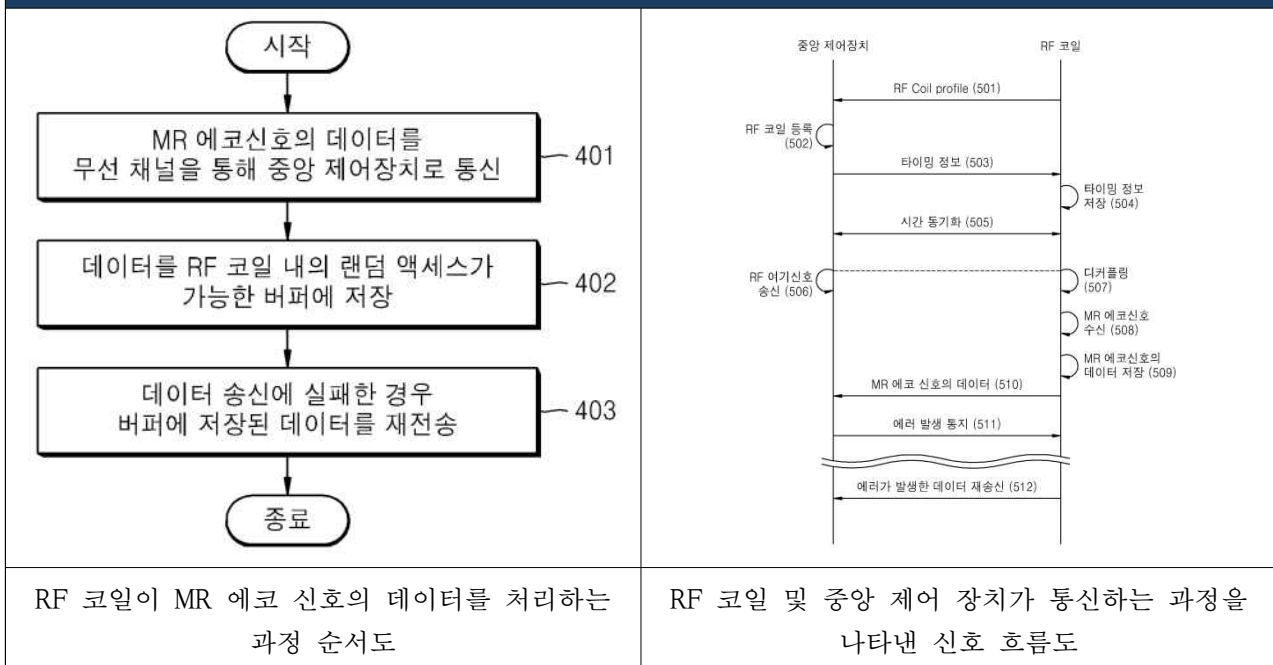 시작
MR 에코신호의 데이터를
무선 채널을 통해 중앙 제어장치로 통신
401
데이터를 RF 코일 내의 랜덤 액세스가
가능한 버퍼에 저장
402
데이터 송신에 실패한 경우
버퍼에 저장된 데이터를 재전송
403
종료
중앙 제어장치
RF 코일
RF Coil profile (501)
RF 코일 등록
(502)
타이밍 정보 (503)
타이밍 정보
저장 (504)
시간 동기화 (505)
RF 여기신호
송신 (506)
디커플링
(507)
MR 에코신호
수신 (508)
MR 에코신호의
데이터 저장 (509)
MR 에코 신호의 데이터 (510)
에러 발생 통지 (511)
에러가 발생한 데이터 재송신 (512)
RF 코일이 MR 에코 신호의 데이터를 처리하는
과정 순서도
RF 코일 및 중앙 제어 장치가 통신하는 과정을
나타낸 신호 흐름도